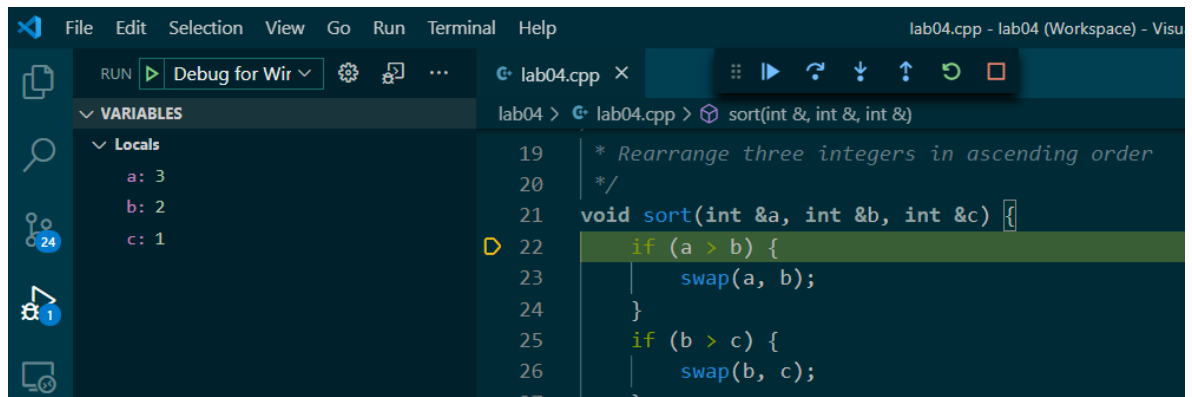 File Edit Selection View Go Run Terminal Help lab04.cpp - lab04 (Workspace) - Visu
RUN Debug for Wir ... lab04.cpp ×
VARIABLES
Locals
a: 3
b: 2
c: 1
24
1
lab04 > lab04.cpp > sort(int &, int &, int &)
19 * Rearrange three integers in ascending order
20 */
21 void sort(int &a, int &b, int &c) {
22 if (a > b) {
23 swap(a, b);
24 }
25 if (b > c) {
26 swap(b, c);